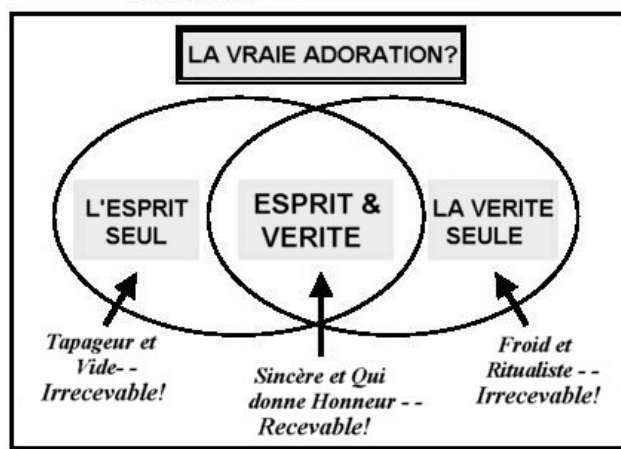 LA VRAIE ADORATION?
L'ESPRIT
SEUL
ESPRIT &
VERITE
LA VERITE
SEULE
Tapageur et
Vide- -
Irrecevable!
Sincère et Qui
donne Honneur - -
Recevable!
Froid et
Ritualiste - -
Irrecevable!